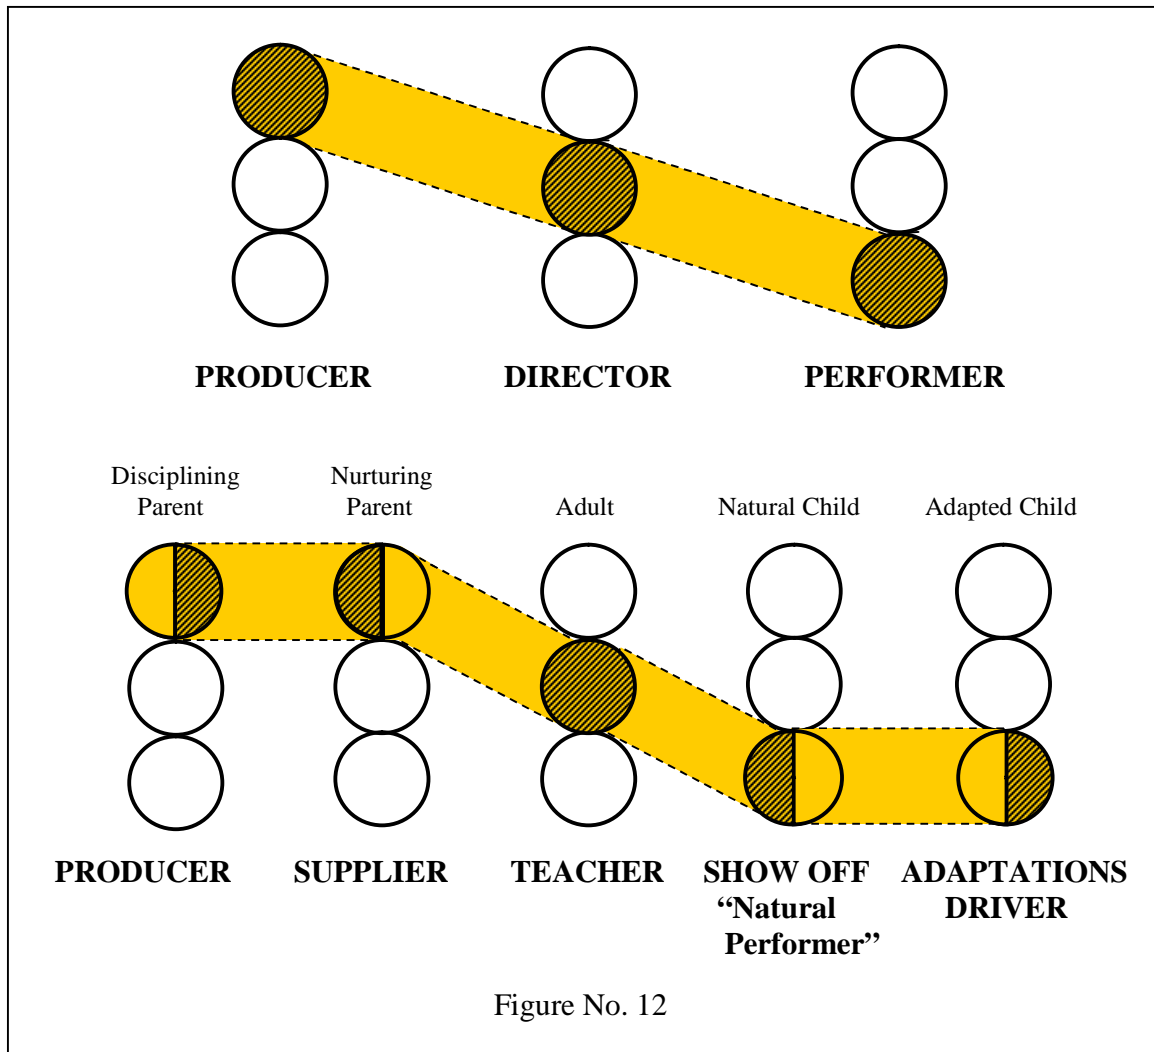 PRODUCER DIRECTOR PERFORMER
Disciplining Parent
Nurturing Parent
Adult
Natural Child
Adapted Child
PRODUCER
SUPPLIER
TEACHER
SHOW OFF
“Natural
Performer”
ADAPTATIONS
DRIVER
Figure No. 12